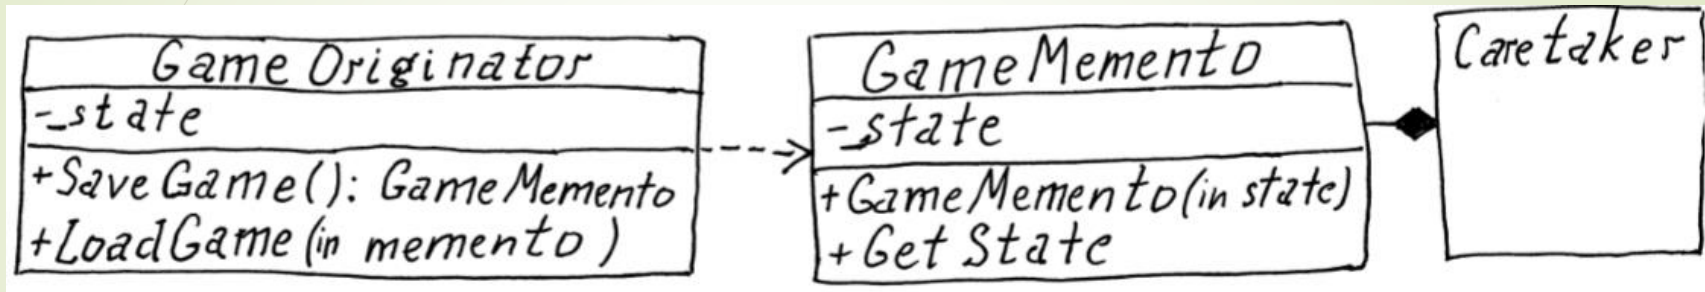 Game Originator
-_state
+SaveGame(): GameMemento
+LoadGame(in memento)
GameMemento
-_state
+GameMemento(in state)
+Get State
Caretaker